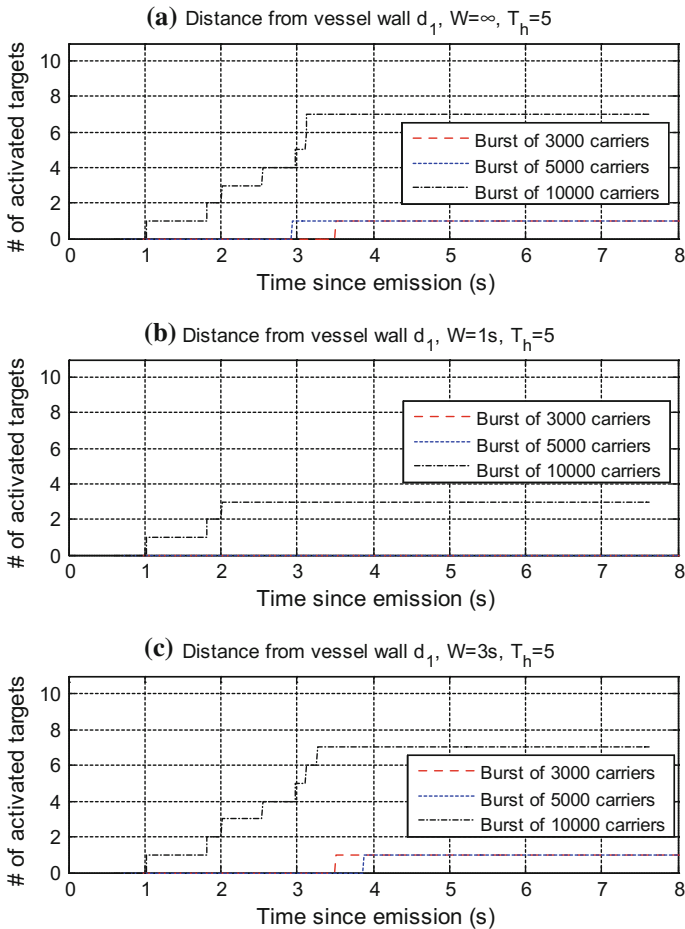 (a) Distance from vessel wall d₁, W=∞, Tₕ=5
# of activated targets
10
8
6
4
2
0
Burst of 3000 carriers
Burst of 5000 carriers
Burst of 10000 carriers
0 1 2 3 4 5 6 7 8
Time since emission (s)
(b) Distance from vessel wall d₁, W=1s, Tₕ=5
# of activated targets
10
8
6
4
2
0
Burst of 3000 carriers
Burst of 5000 carriers
Burst of 10000 carriers
0 1 2 3 4 5 6 7 8
Time since emission (s)
(c) Distance from vessel wall d₁, W=3s, Tₕ=5
# of activated targets
10
8
6
4
2
0
Burst of 3000 carriers
Burst of 5000 carriers
Burst of 10000 carriers
0 1 2 3 4 5 6 7 8
Time since emission (s)